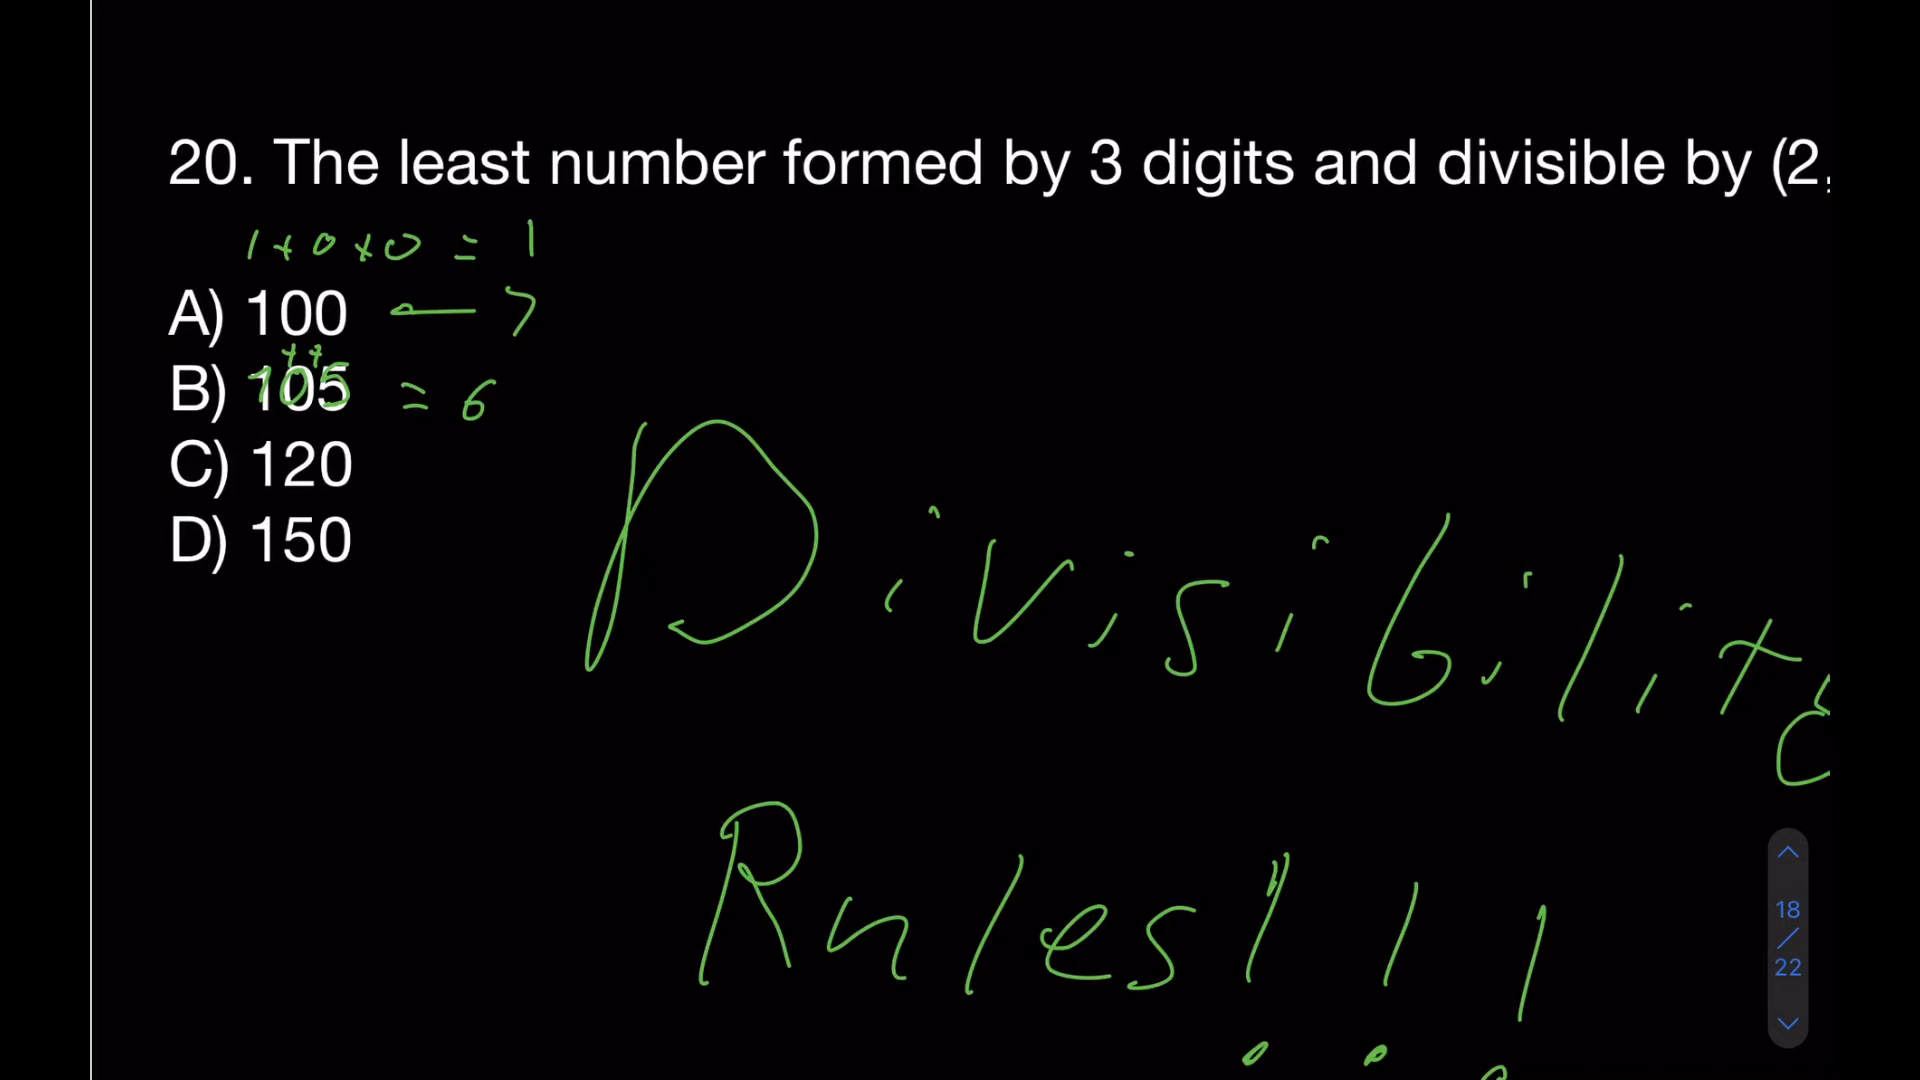 20. The least number formed by 3 digits and divisible by (2,
1+0+0 = 1
A) 100
B) 105 = 6
C) 120
D) 150
Divisibility
Rules!!!
18
/
22